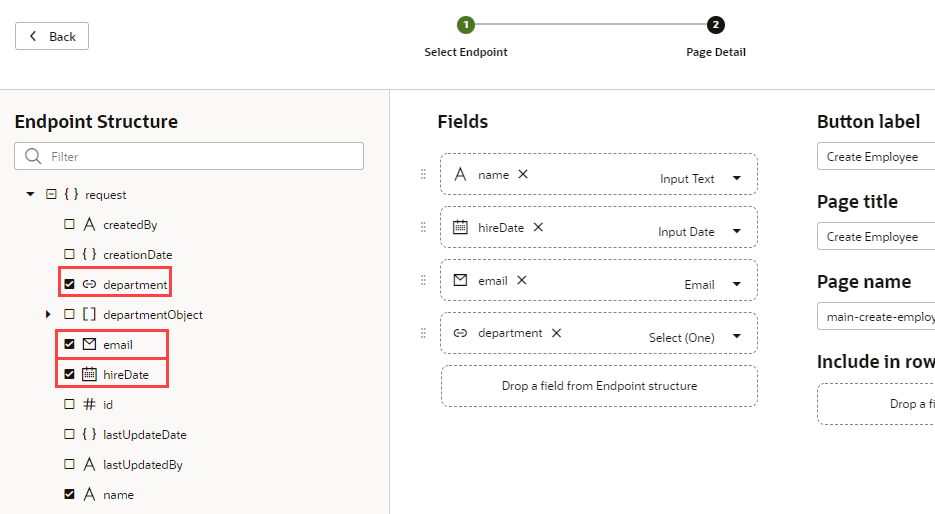 Back
1
2
Select Endpoint
Page Detail
Endpoint Structure
Filter
{ } request
A createdBy
{ } creationDate
department
[ ] departmentObject
email
hireDate
# id
{ } lastUpdateDate
A lastUpdatedBy
A name
Fields
A name × Input Text
hireDate × Input Date
email × Email
department × Select (One)
Drop a field from Endpoint structure
Button label
Create Employee
Page title
Create Employee
Page name
main-create-employ
Include in row
Drop a fi